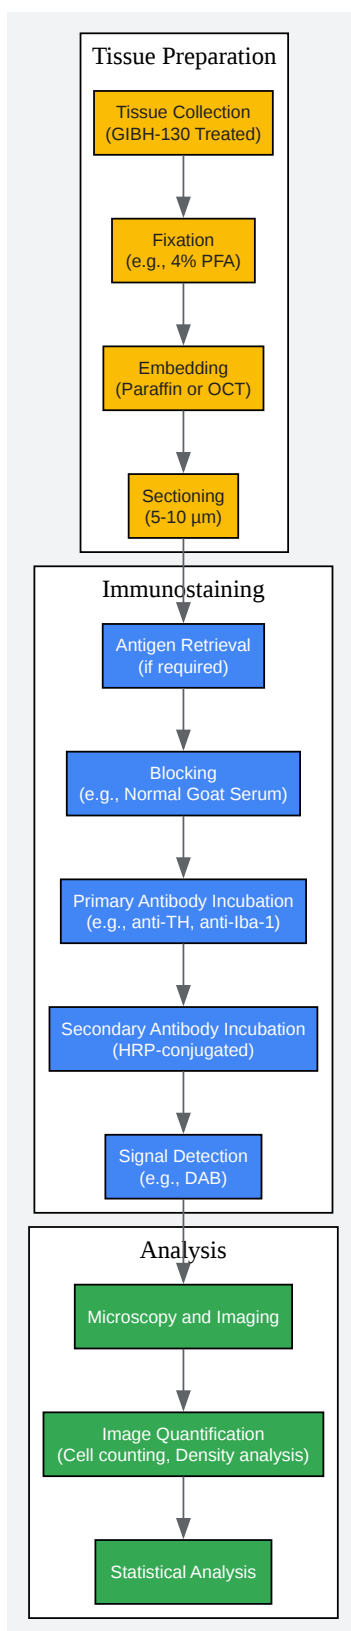 Tissue Preparation
Tissue Collection
(GIBH-130 Treated)
Fixation
(e.g., 4% PFA)
Embedding
(Paraffin or OCT)
Sectioning
(5-10 µm)
Immunostaining
Antigen Retrieval
(if required)
Blocking
(e.g., Normal Goat Serum)
Primary Antibody Incubation
(e.g., anti-TH, anti-Iba-1)
Secondary Antibody Incubation
(HRP-conjugated)
Signal Detection
(e.g., DAB)
Analysis
Microscopy and Imaging
Image Quantification
(Cell counting, Density analysis)
Statistical Analysis